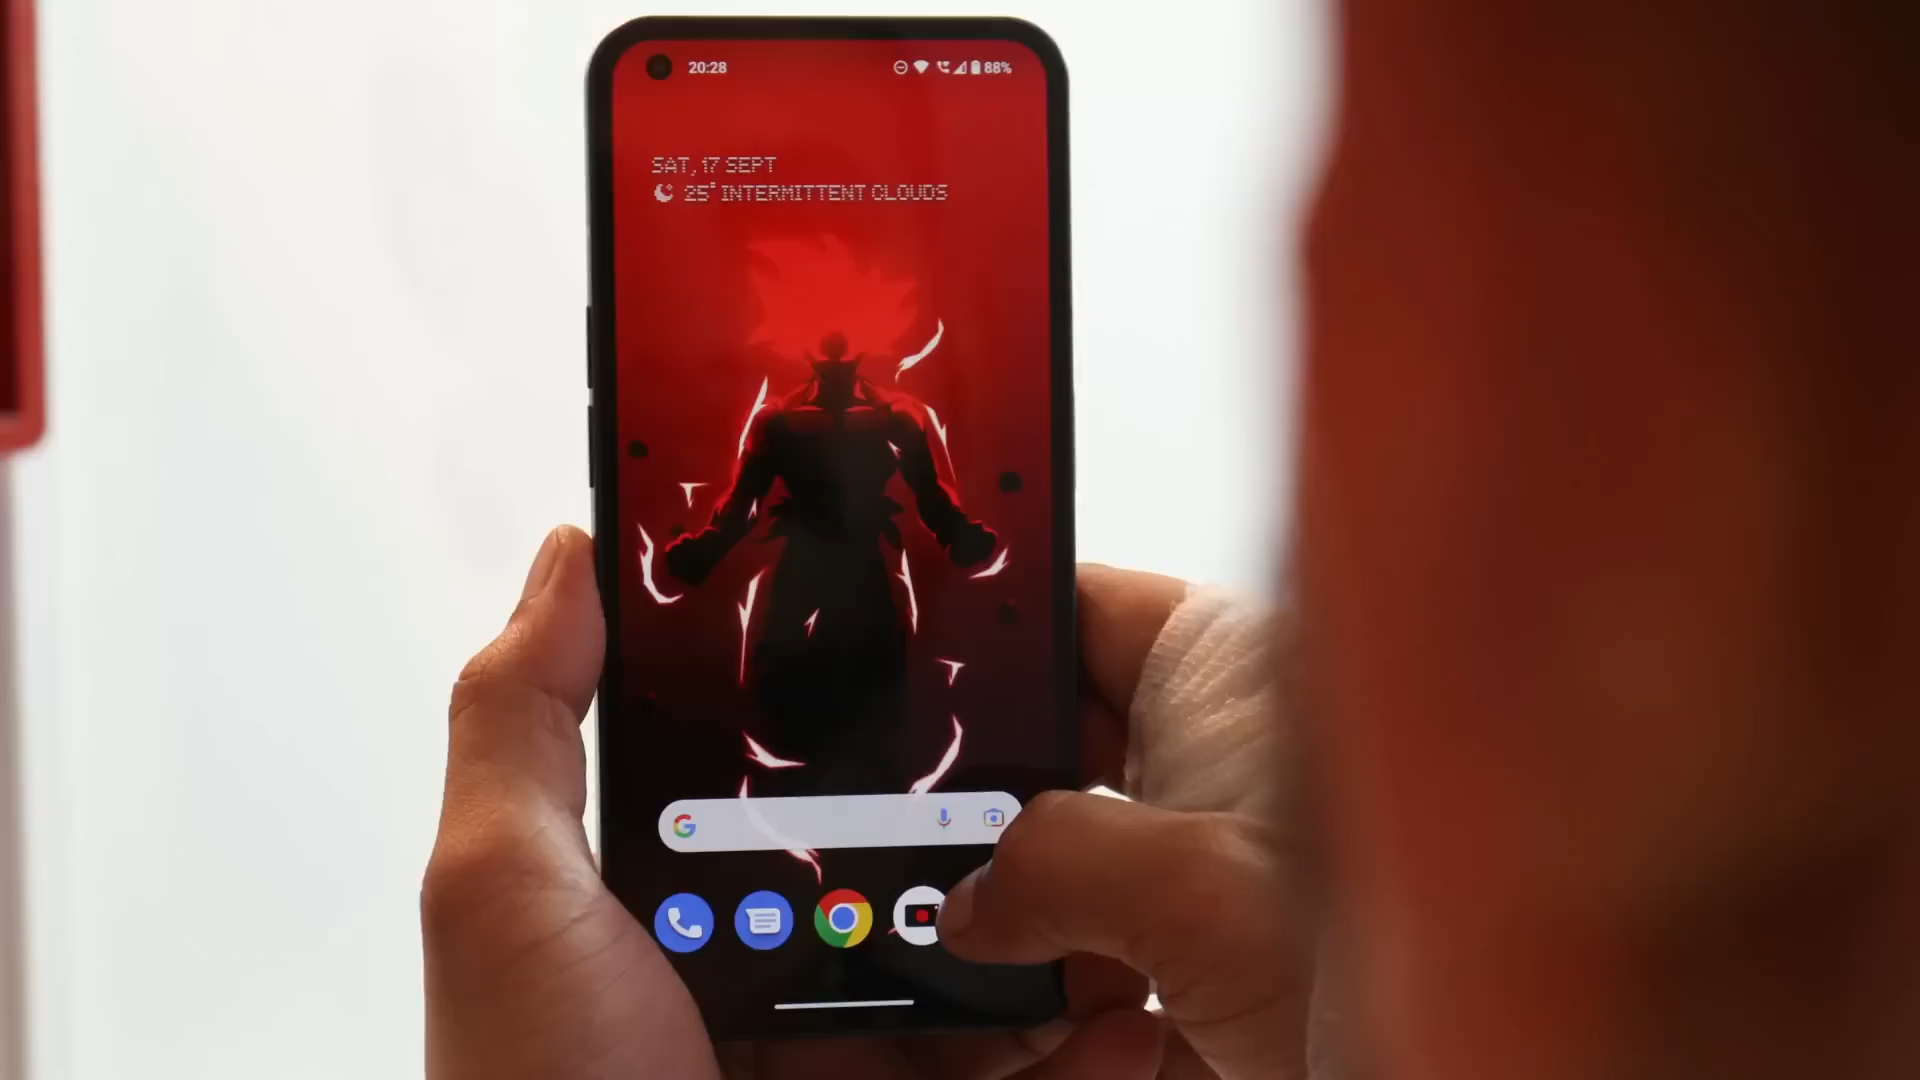 20:28
88%
SAT, 17 SEPT
25° INTERMITTENT CLOUDS
G